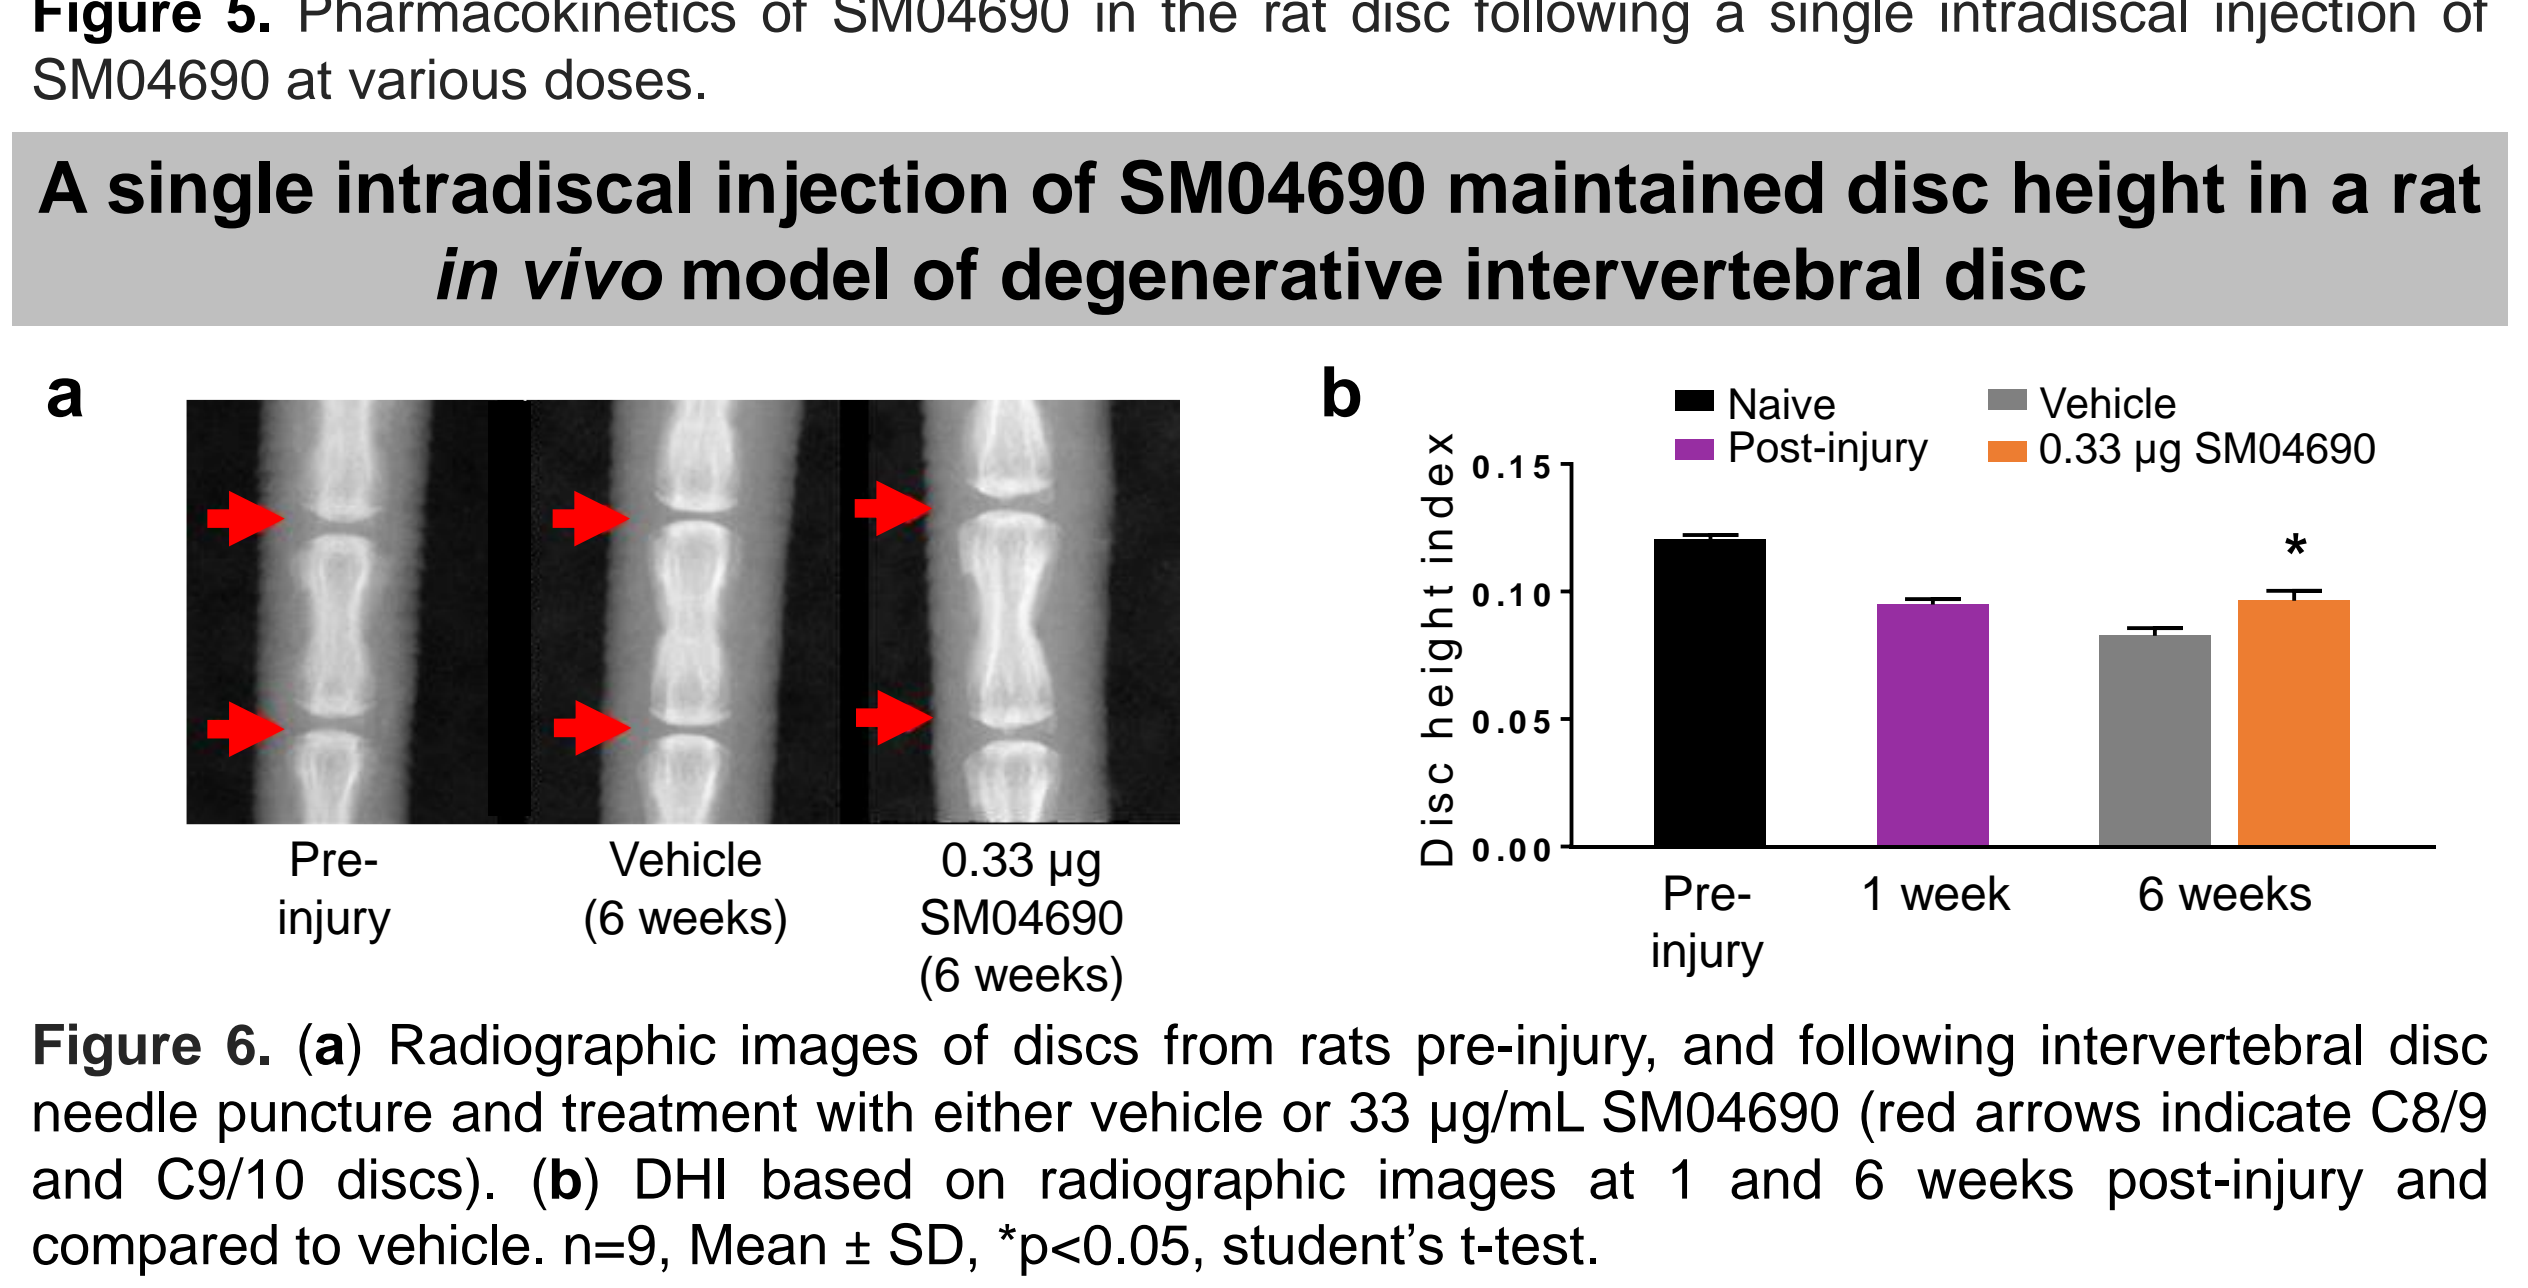 Figure 5. Pharmacokinetics of SM04690 in the rat disc following a single intradiscal injection of
SM04690 at various doses.
A single intradiscal injection of SM04690 maintained disc height in a rat
in vivo model of degenerative intervertebral disc
a
Pre-
injury
Vehicle
(6 weeks)
0.33 µg
SM04690
(6 weeks)
b
Naive
Vehicle
Post-injury
0.33 µg SM04690
Disc height index
0.15
0.10
0.05
0.00
*
Pre-
injury
1 week
6 weeks
Figure 6. (a) Radiographic images of discs from rats pre-injury, and following intervertebral disc
needle puncture and treatment with either vehicle or 33 µg/mL SM04690 (red arrows indicate C8/9
and C9/10 discs). (b) DHI based on radiographic images at 1 and 6 weeks post-injury and
compared to vehicle. n=9, Mean ± SD, *p<0.05, student’s t-test.